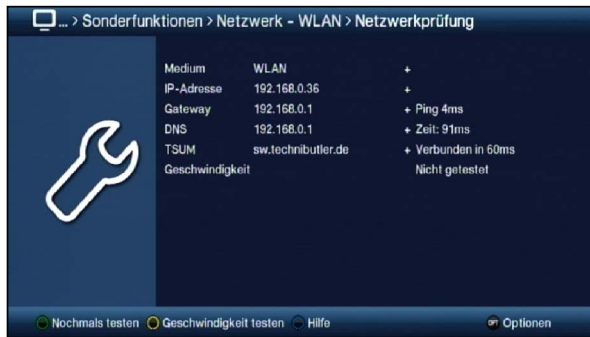 ... > Sonderfunktionen > Netzwerk - WLAN > Netzwerkprüfung
Medium WLAN +
IP-Adresse 192.168.0.36 +
Gateway 192.168.0.1 + Ping 4ms
DNS 192.168.0.1 + Zeit: 91ms
TSUM sw.technibutler.de + Verbunden in 60ms
Geschwindigkeit Nicht getestet
Nochmals testen Geschwindigkeit testen Hilfe OPT Optionen